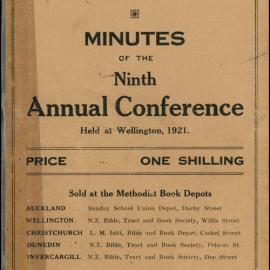 MINUTES
OF THE
Ninth
Annual Conference
Held at Wellington, 1921.
PRICE ... ONE SHILLING
Sold at the Methodist Book Depots
AUCKLAND ... Sunday School Union Depot, Darby Street
WELLINGTON ... N.Z. Bible, Tract and Book Society, Willis Street
CHRISTCHURCH L. M. Isitt, Bible and Book Depot, Cashel Street
DUNEDIN ... N.Z. Bible, Tract and Book Society, Princes St.
INVERCARGILL N.Z. Bible, Tract and Book Society, Dee Street